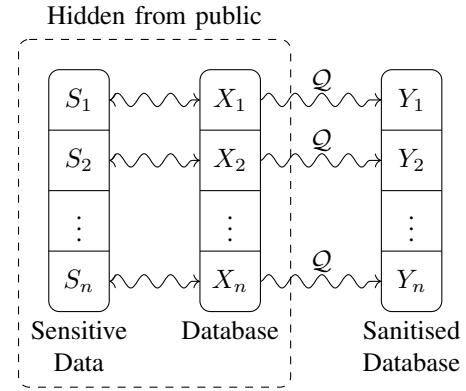 Hidden from public
S₁ X₁ 𝒬 Y₁
S₂ X₂ 𝒬 Y₂
⋮ ⋮ ⋮
Sₙ Xₙ 𝒬 Yₙ
Sensitive Data
Database
Sanitised Database